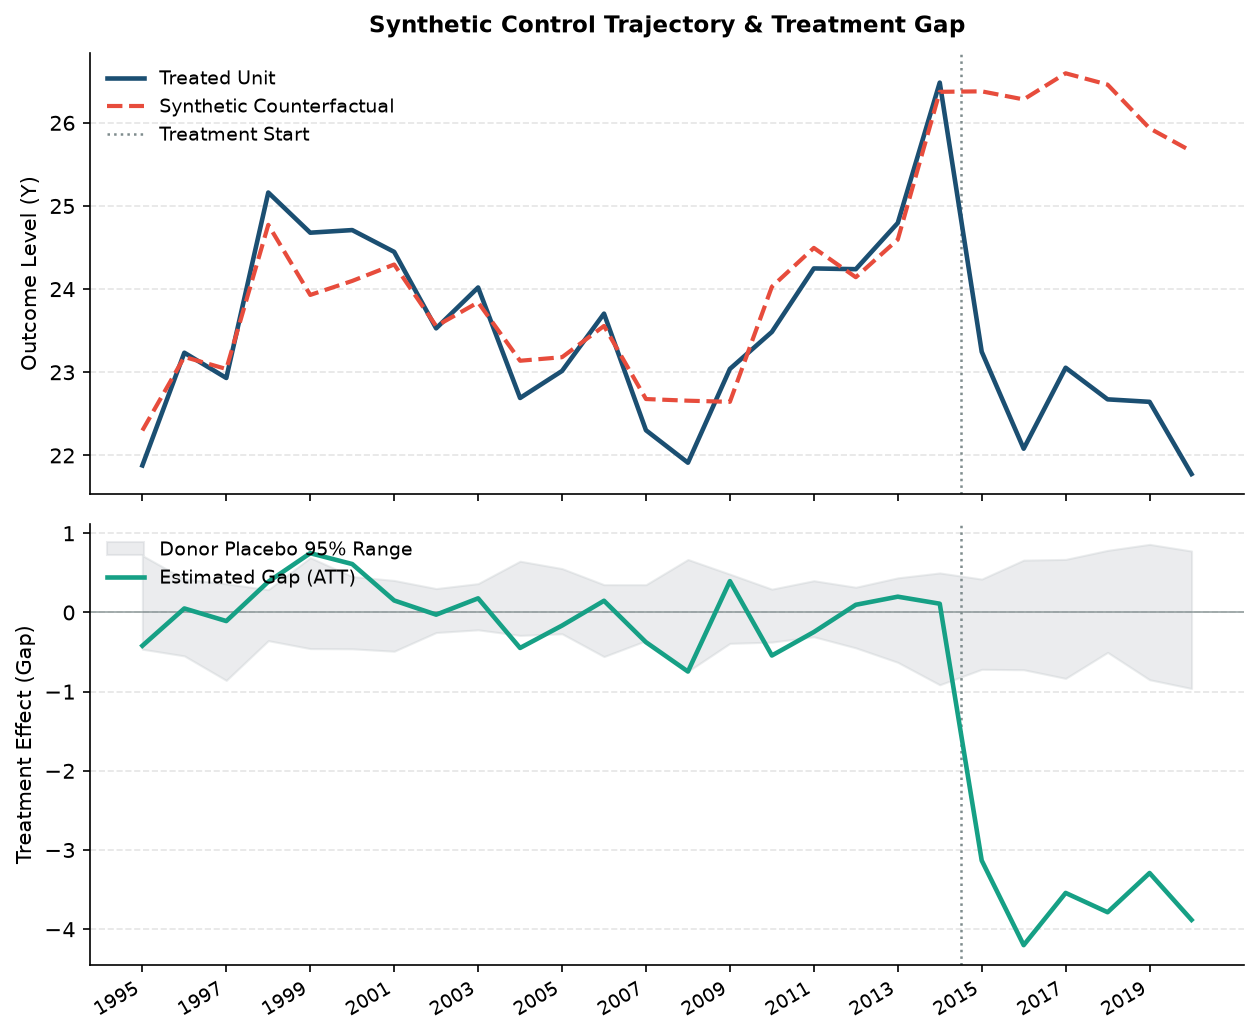 Synthetic Control Trajectory & Treatment Gap
Treated Unit
Synthetic Counterfactual
Treatment Start
Outcome Level (Y)
26
25
24
23
22
Donor Placebo 95% Range
Estimated Gap (ATT)
Treatment Effect (Gap)
1
0
−1
−2
−3
−4
1995 1997 1999 2001 2003 2005 2007 2009 2011 2013 2015 2017 2019